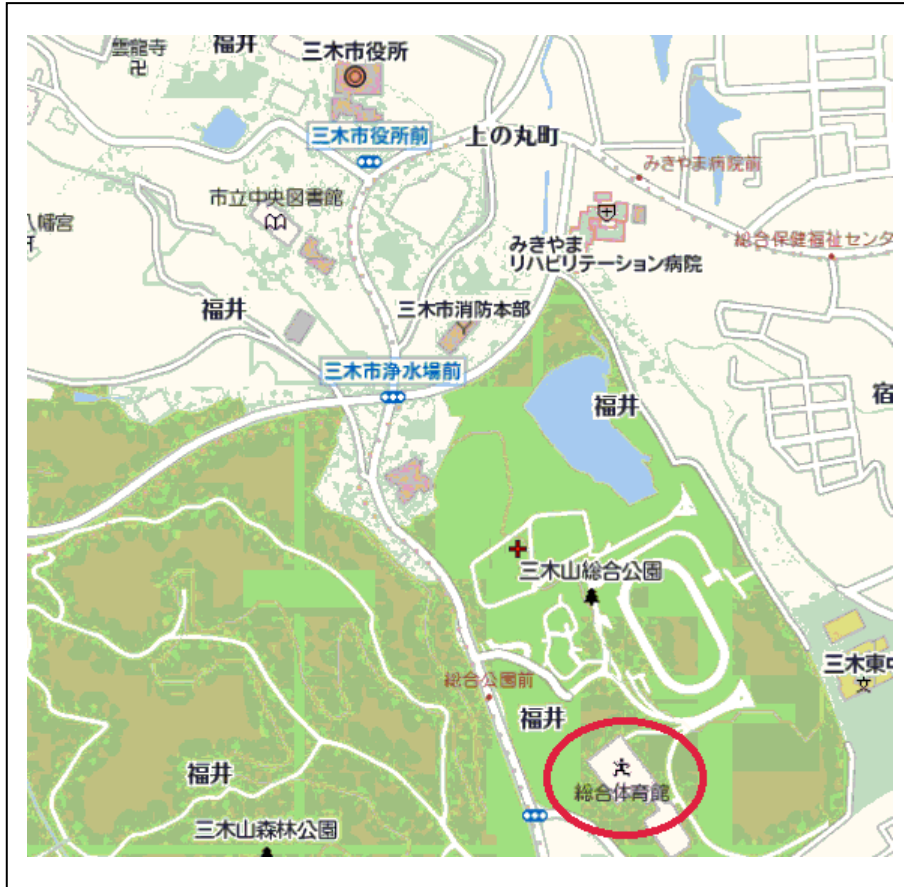 雲龍寺
福井
三木市役所
三木市役所前
上の丸町
みきやま病院前
市立中央図書館
八幡宮
総合保健福祉センタ
みきやま
リハビリテーション病院
福井
三木市消防本部
三木市浄水場前
福井
宿
三木山総合公園
総合公園前
三木東中
福井
福井
総合体育館
三木山森林公園